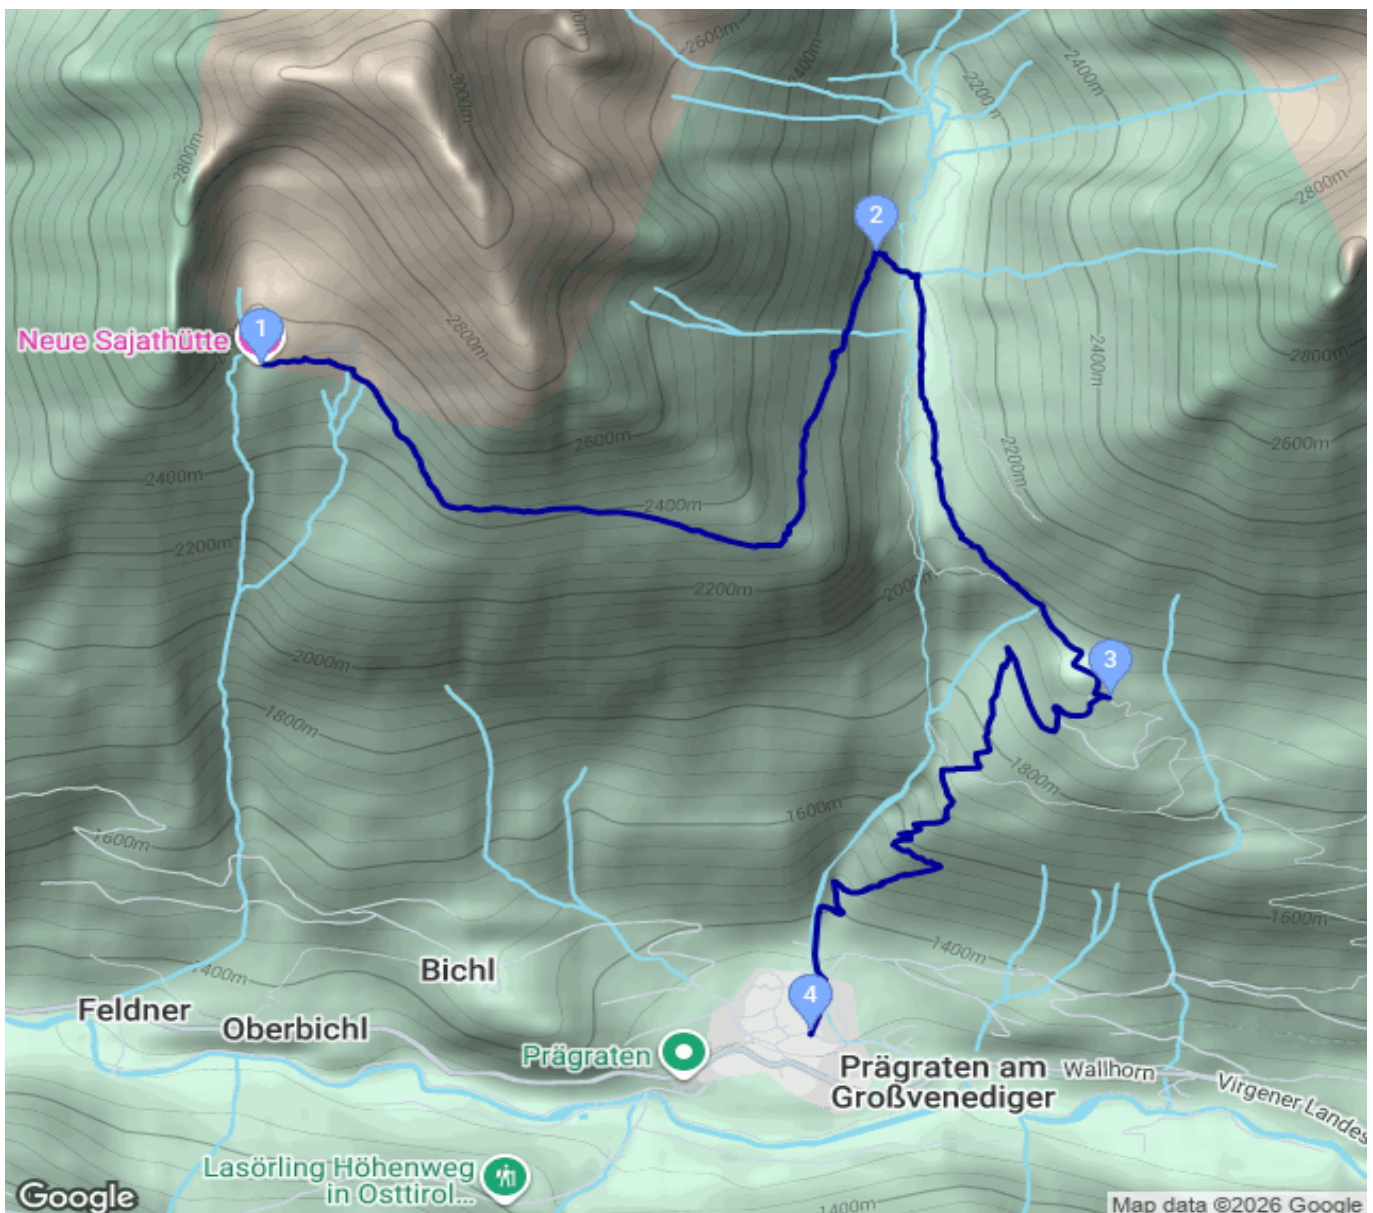 2600m
2400m
2200
2400m
3000m
2800m
2800m
2
1
Neue Sajathütte
2800m
2400m
2800m
2600m
2600m
2200m
2400m
2400m
2200m
2000m
2200m
2000m
3
1800m
1800m
1600m
1600m
1600m
1400m
Bichl
1400m
4
Feldner
Oberbichl
Prägraten
Prägraten am
Großvenediger
Wallhorn
Virgener Landes
Lasörling Höhenweg
in Osttirol...
Google
1400m
Map data ©2026 Google